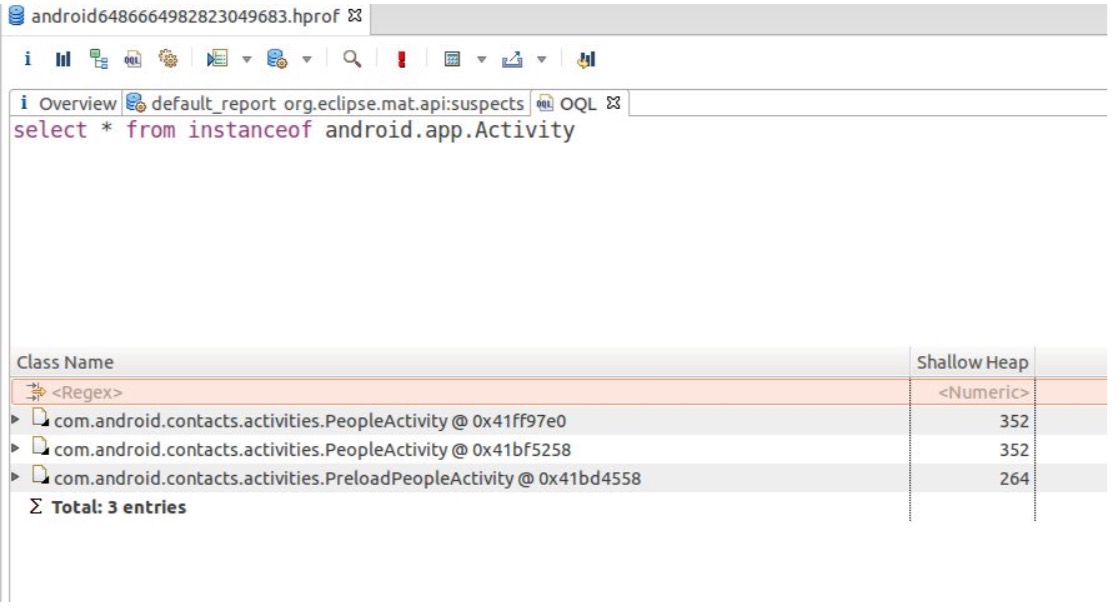 android6486664982823049683.hprof
i Overview default_report org.eclipse.mat.api:suspects OQL
select * from instanceof android.app.Activity
Class Name Shallow Heap
<Regex> <Numeric>
com.android.contacts.activities.PeopleActivity @ 0x41ff97e0 352
com.android.contacts.activities.PeopleActivity @ 0x41bf5258 352
com.android.contacts.activities.PreloadPeopleActivity @ 0x41bd4558 264
Σ Total: 3 entries